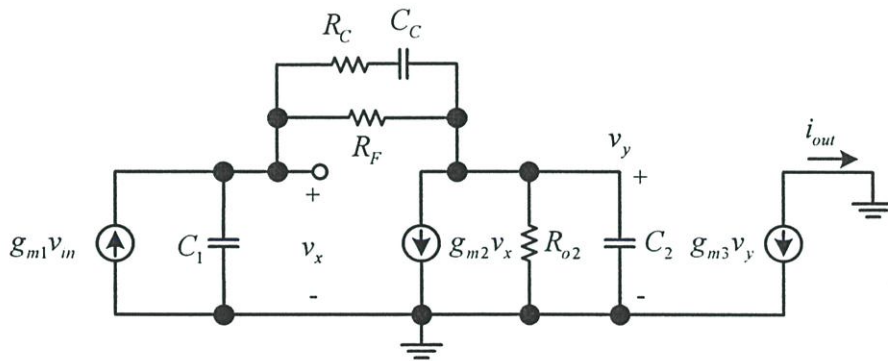 R_C
C_C
R_F
v_y
i_out
+
+
g_m1 v_in
C_1
v_x
g_m2 v_x
R_o2
C_2
g_m3 v_y
-
-